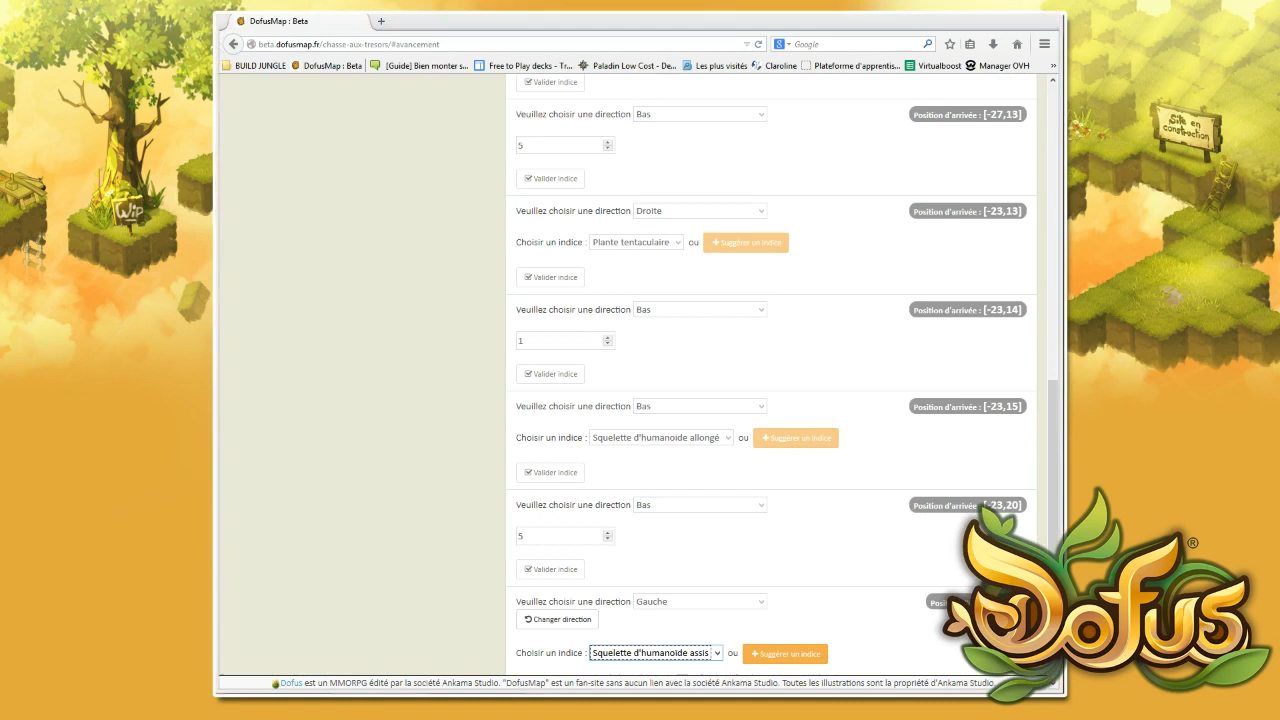 DofusMap : Beta
beta.dofusmap.fr/chasse-aux-tresors/#avancement
Google
BUILD JUNGLE DofusMap : Beta [Guide] Bien monter s... Free to Play decks - Tr... Paladin Low Cost - De... Les plus visités Claroline Plateforme d'apprentis... Virtualboost Manager OVH »
Valider indice
Veuillez choisir une direction Bas Position d'arrivée : [-27,13]
5
Valider indice
Veuillez choisir une direction Droite Position d'arrivée : [-23,13]
Choisir un indice : Plante tentaculaire ou + Suggérer un indice
Valider indice
Veuillez choisir une direction Bas Position d'arrivée : [-23,14]
1
Valider indice
Veuillez choisir une direction Bas Position d'arrivée : [-23,15]
Choisir un indice : Squelette d'humanoïde allongé ou + Suggérer un indice
Valider indice
Veuillez choisir une direction Bas Position d'arrivée : [-23,20]
5
Valider indice
Veuillez choisir une direction Gauche
Changer direction
Choisir un indice : Squelette d'humanoïde assis ou + Suggérer un indice
Dofus est un MMORPG édité par la société Ankama Studio. "DofusMap" est un fan-site sans aucun lien avec la société Ankama Studio. Toutes les illustrations sont la propriété d'Ankama Studio.
Wip
Site en
construction
Dofus ®